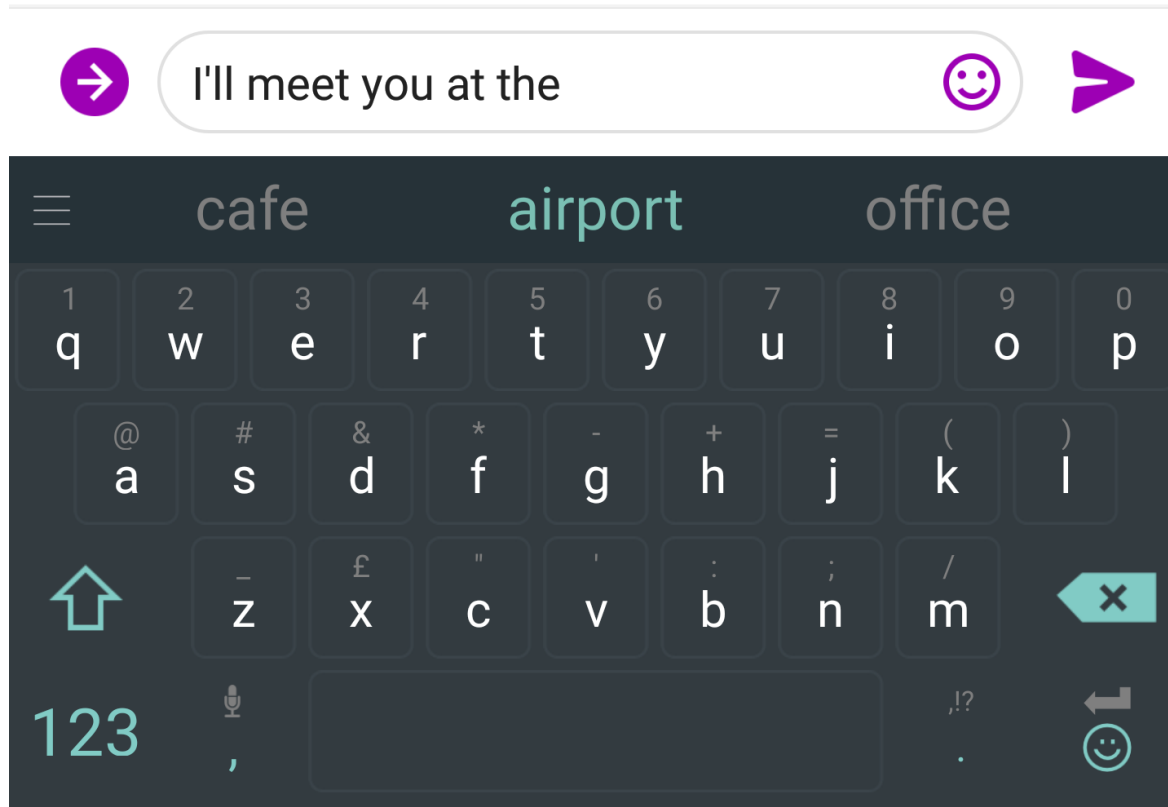 I'll meet you at the
cafe airport office
1 2 3 4 5 6 7 8 9 0
q w e r t y u i o p
@ # & * - + = ( )
a s d f g h j k l
_ £ " ' : ; /
z x c v b n m
123 , ,!? .